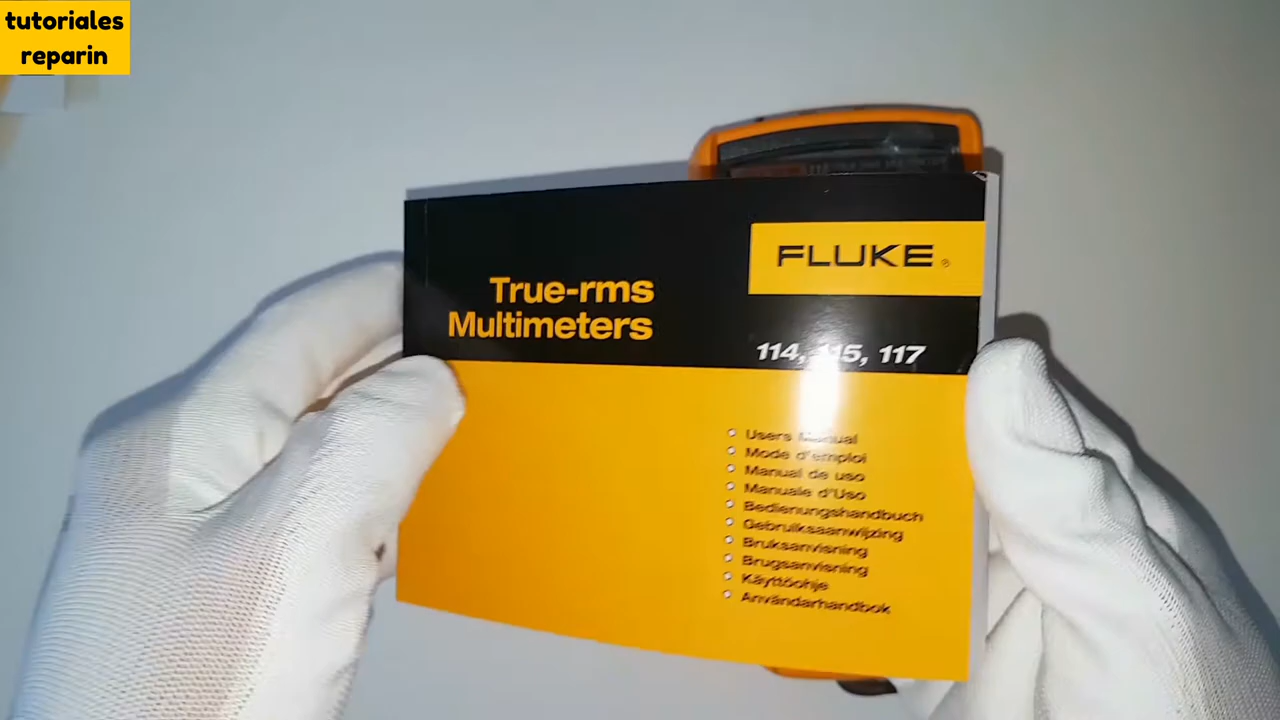 tutoriales
reparin
FLUKE®
True-rms
Multimeters
114, 115, 117
Users Manual
Mode d'emploi
Manual de uso
Manuale d'Uso
Bedienungshandbuch
Gebruiksaanwijzing
Bruksanvisning
Brugsanvisning
Käyttöohje
Användarhandbok